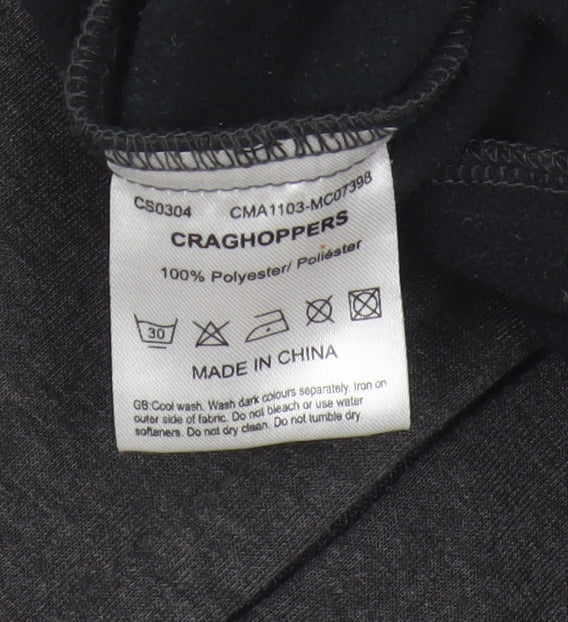 CS0304 CMA1103-MC07398
CRAGHOPPERS
100% Polyester/ Poliéster
30
MADE IN CHINA
GB:Cool wash. Wash dark colours separately. Iron on
outer side of fabric. Do not bleach or use water
softeners. Do not dry clean. Do not tumble dry.